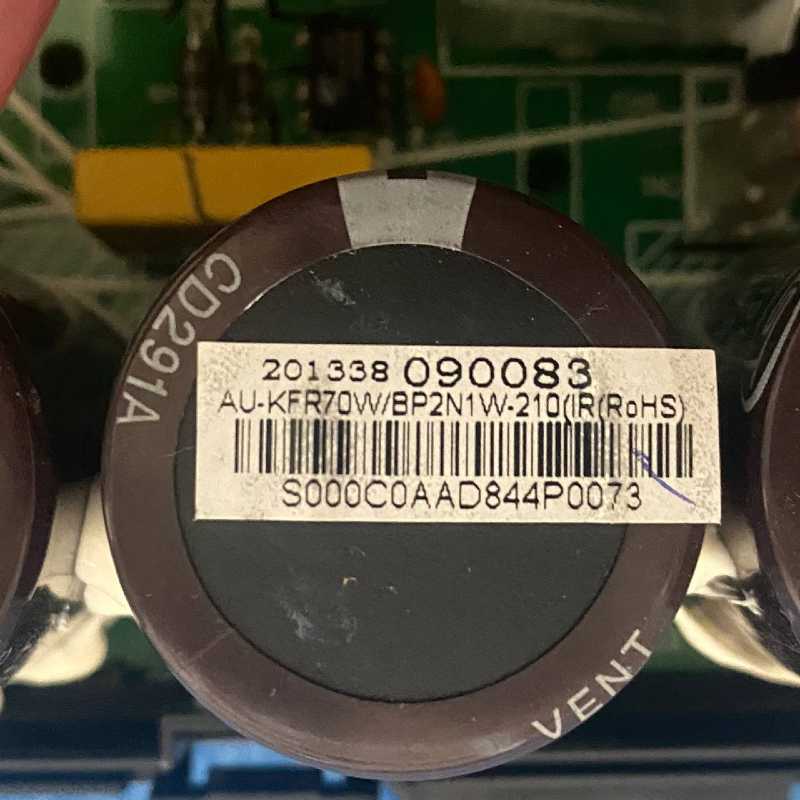 CD291A
201338 090083
AU-KFR70W/BP2N1W-210(IR(RoHS)
S000C0AAD844P0073
VENT